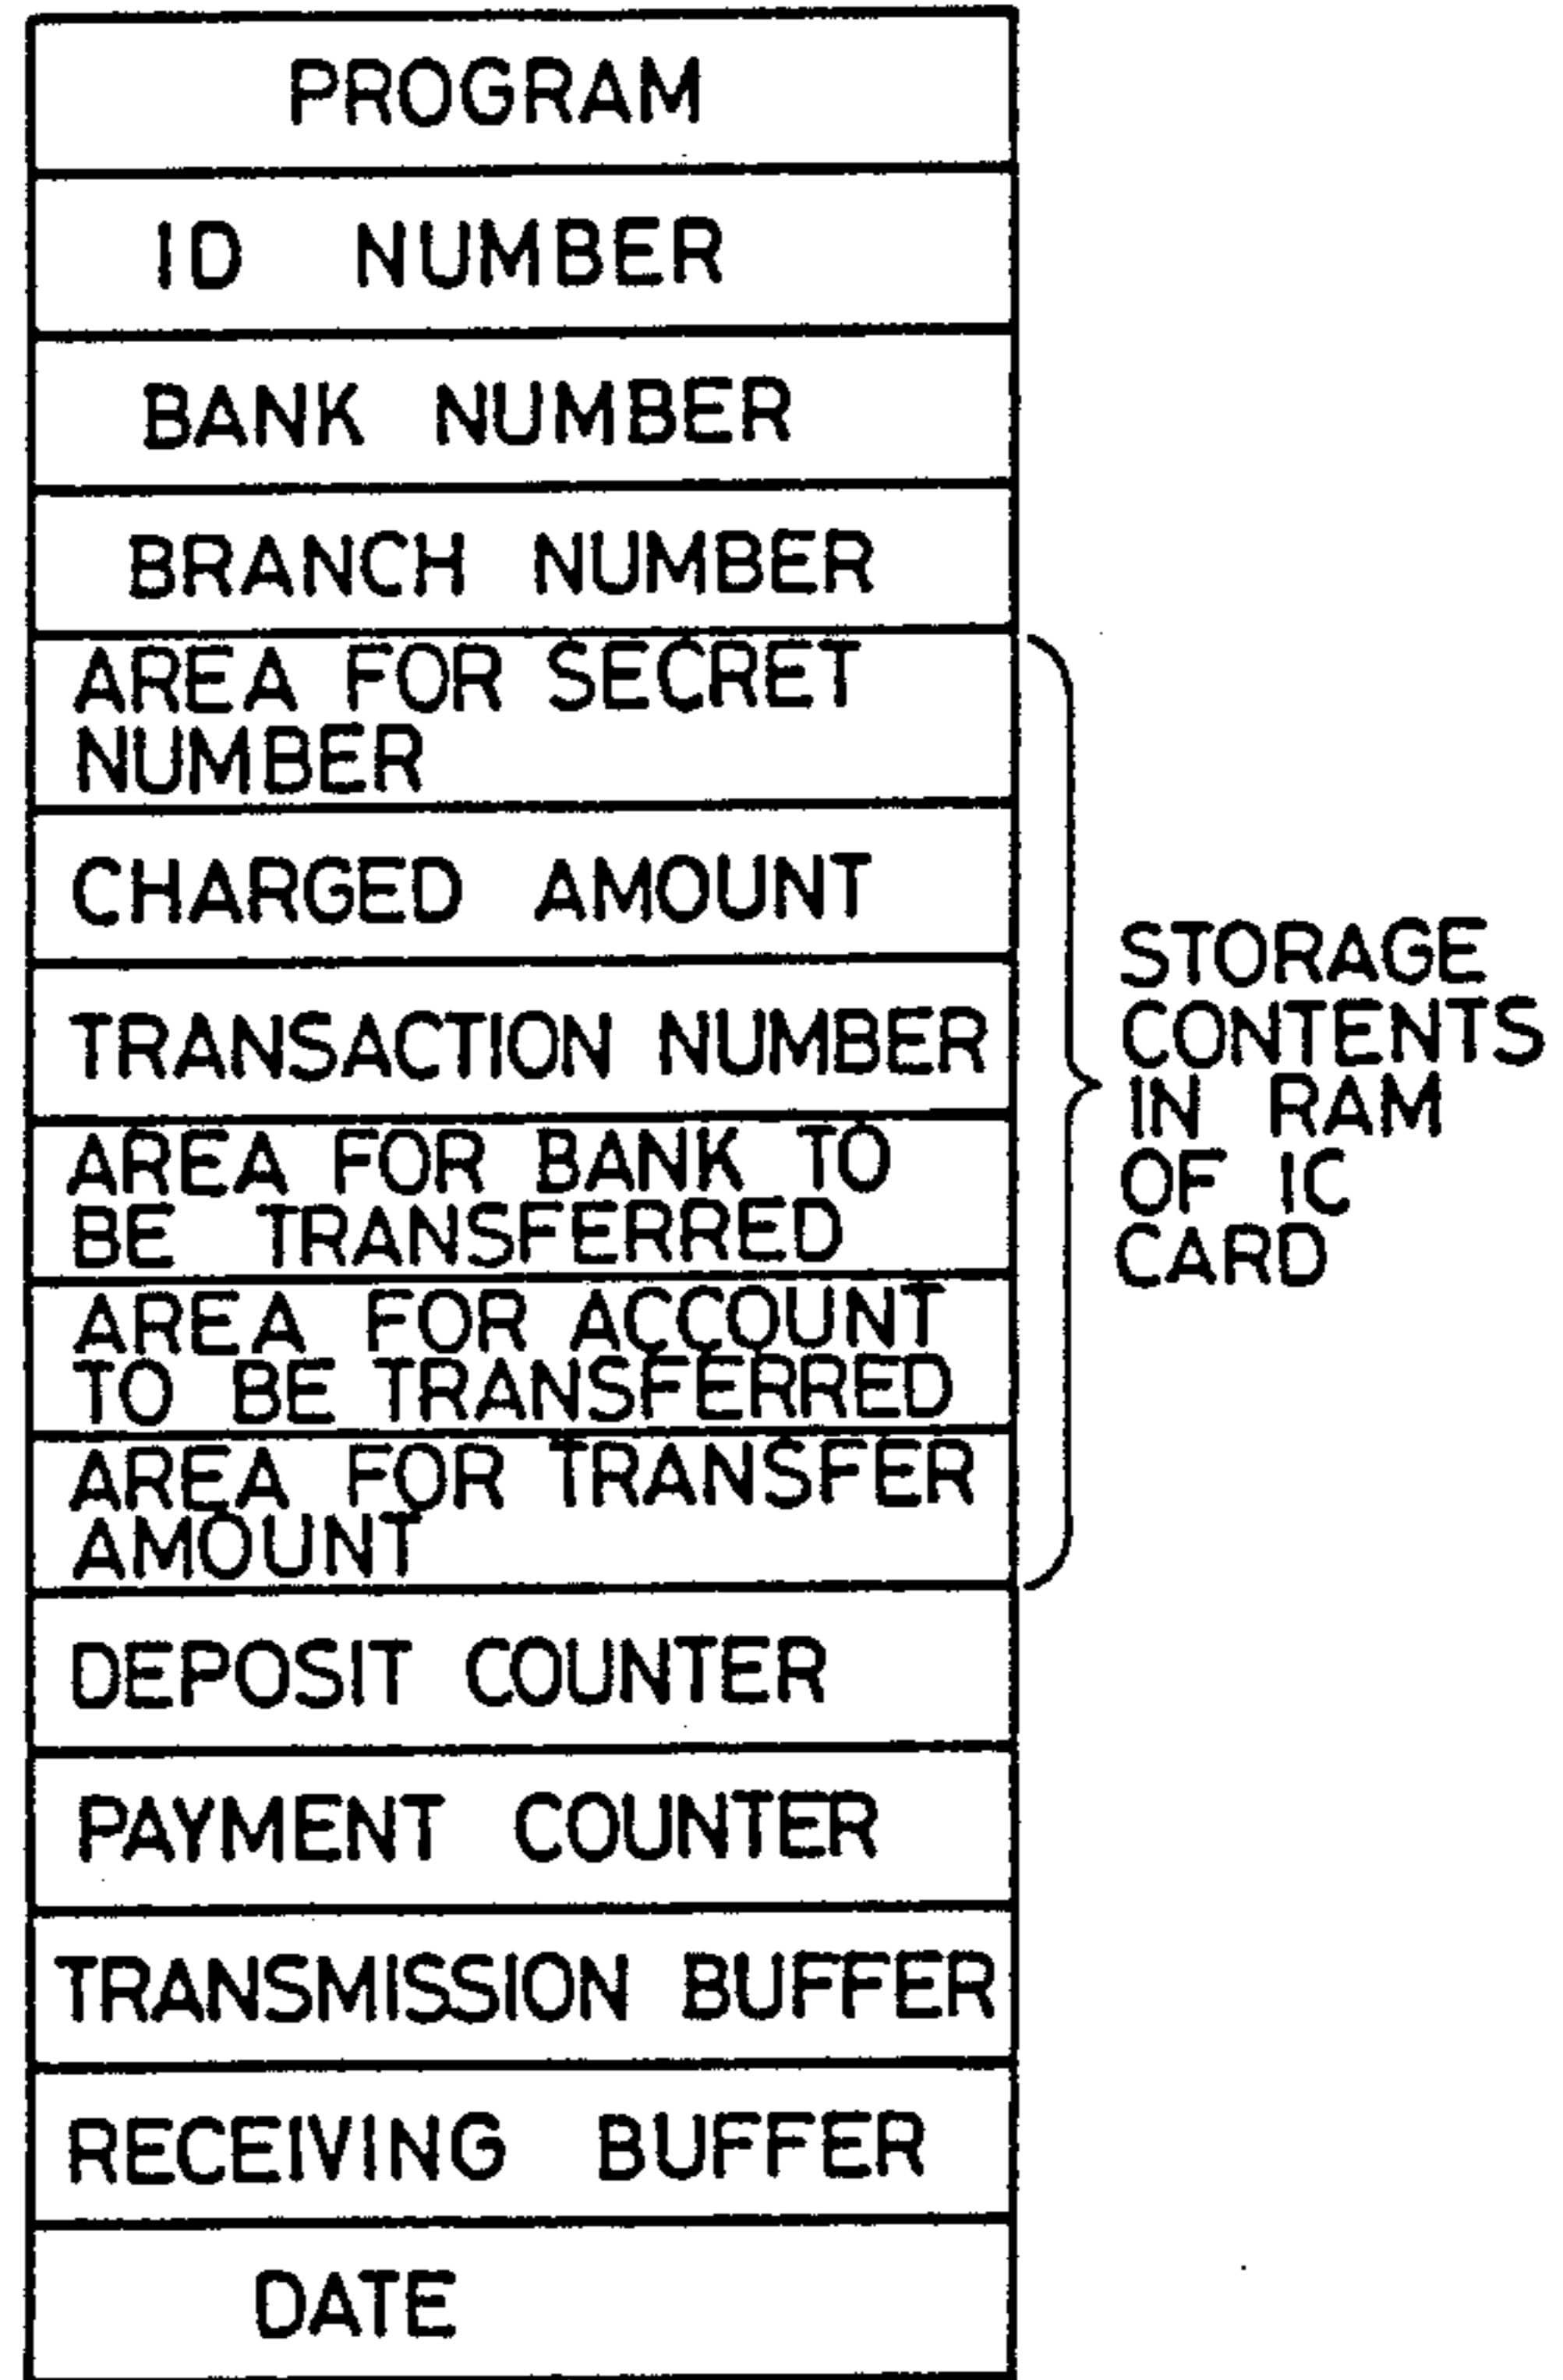 PROGRAM
ID NUMBER
BANK NUMBER
BRANCH NUMBER
AREA FOR SECRET
NUMBER
CHARGED AMOUNT
TRANSACTION NUMBER
AREA FOR BANK TO
BE TRANSFERRED
AREA FOR ACCOUNT
TO BE TRANSFERRED
AREA FOR TRANSFER
AMOUNT
DEPOSIT COUNTER
PAYMENT COUNTER
TRANSMISSION BUFFER
RECEIVING BUFFER
DATE
STORAGE
CONTENTS
IN RAM
OF IC
CARD